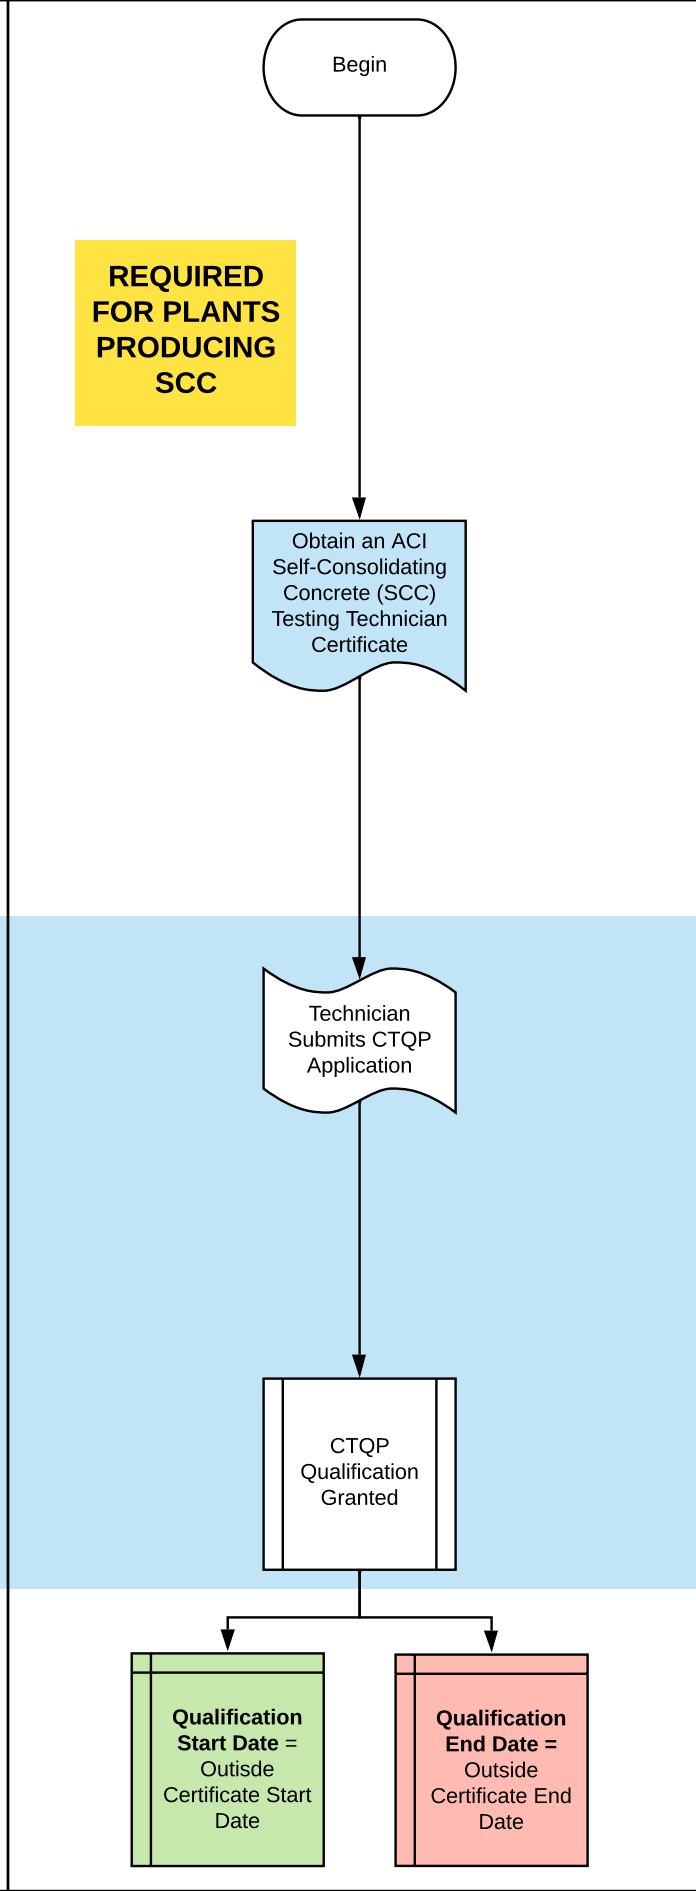 Begin
REQUIRED
FOR PLANTS
PRODUCING
SCC
Obtain an ACI
Self-Consolidating
Concrete (SCC)
Testing Technician
Certificate
Technician
Submits CTQP
Application
CTQP
Qualification
Granted
Qualification
Start Date =
Outisde
Certificate Start
Date
Qualification
End Date =
Outside
Certificate End
Date